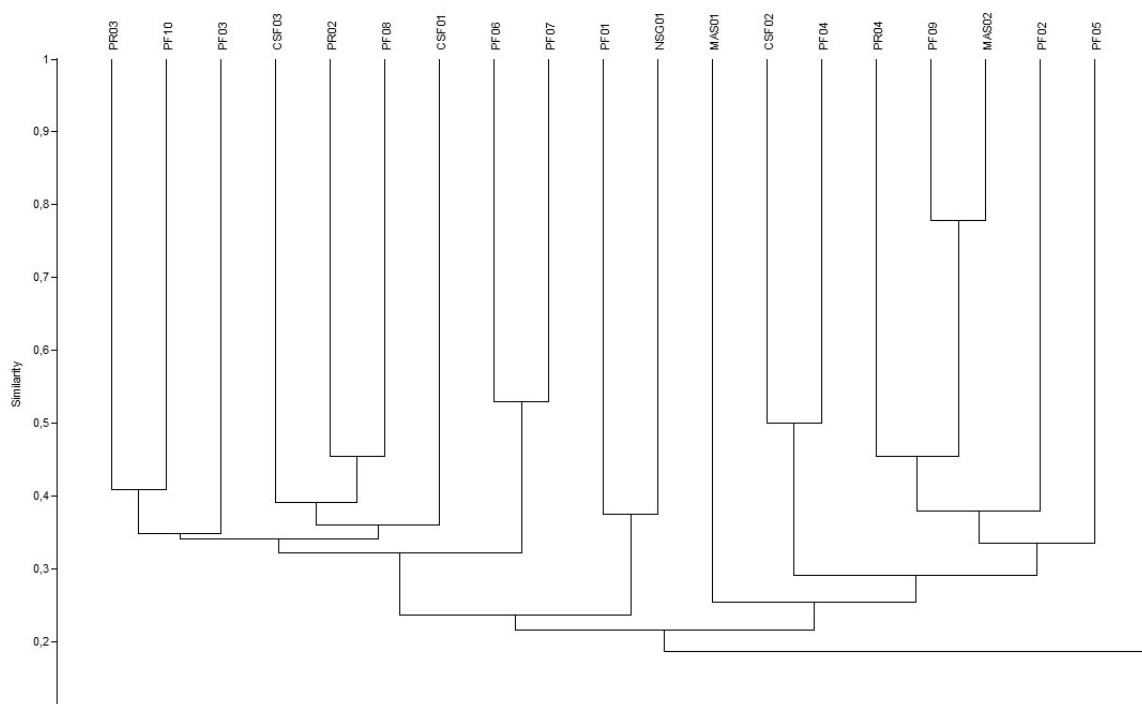 PR03
PF10
PF03
CSF03
PR02
PF08
CSF01
PF06
PF07
PF01
NSG01
MAS01
CSF02
PF04
PR04
PF09
MAS02
PF02
PF05
1
0,9
0,8
0,7
0,6
0,5
0,4
0,3
0,2
Similarity